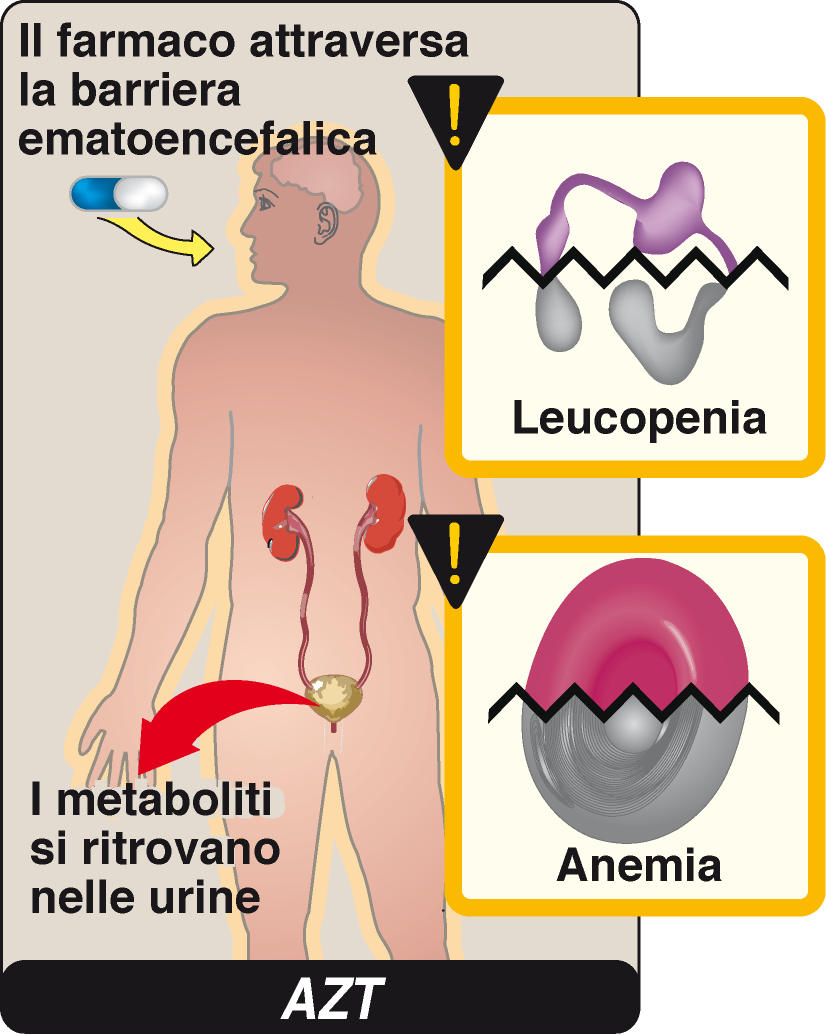 Il farmaco attraversa
la barriera
ematoencefalica
!
Leucopenia
!
Anemia
I metaboliti
si ritrovano
nelle urine
AZT